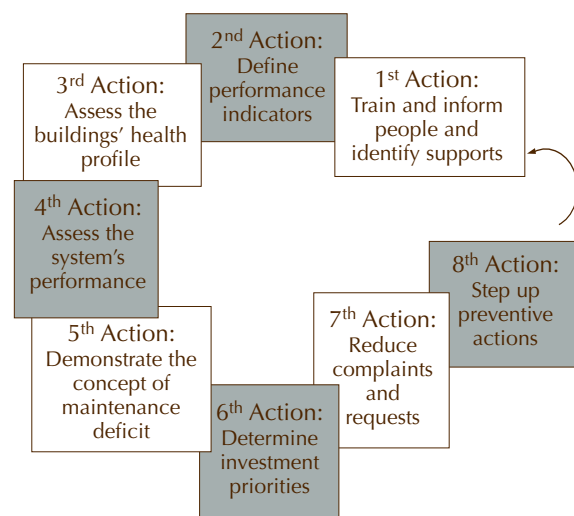 1st Action:
Train and inform
people and
identify supports
2nd Action:
Define
performance
indicators
3rd Action:
Assess the
buildings’ health
profile
4th Action:
Assess the
system’s
performance
5th Action:
Demonstrate the
concept of
maintenance
deficit
6th Action:
Determine
investment
priorities
7th Action:
Reduce
complaints
and
requests
8th Action:
Step up
preventive
actions